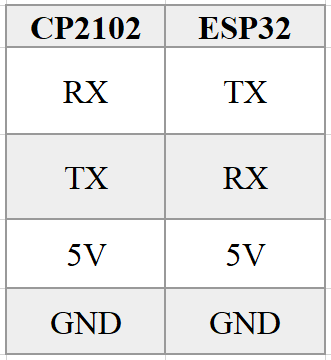 CP2102 ESP32
RX TX
TX RX
5V 5V
GND GND